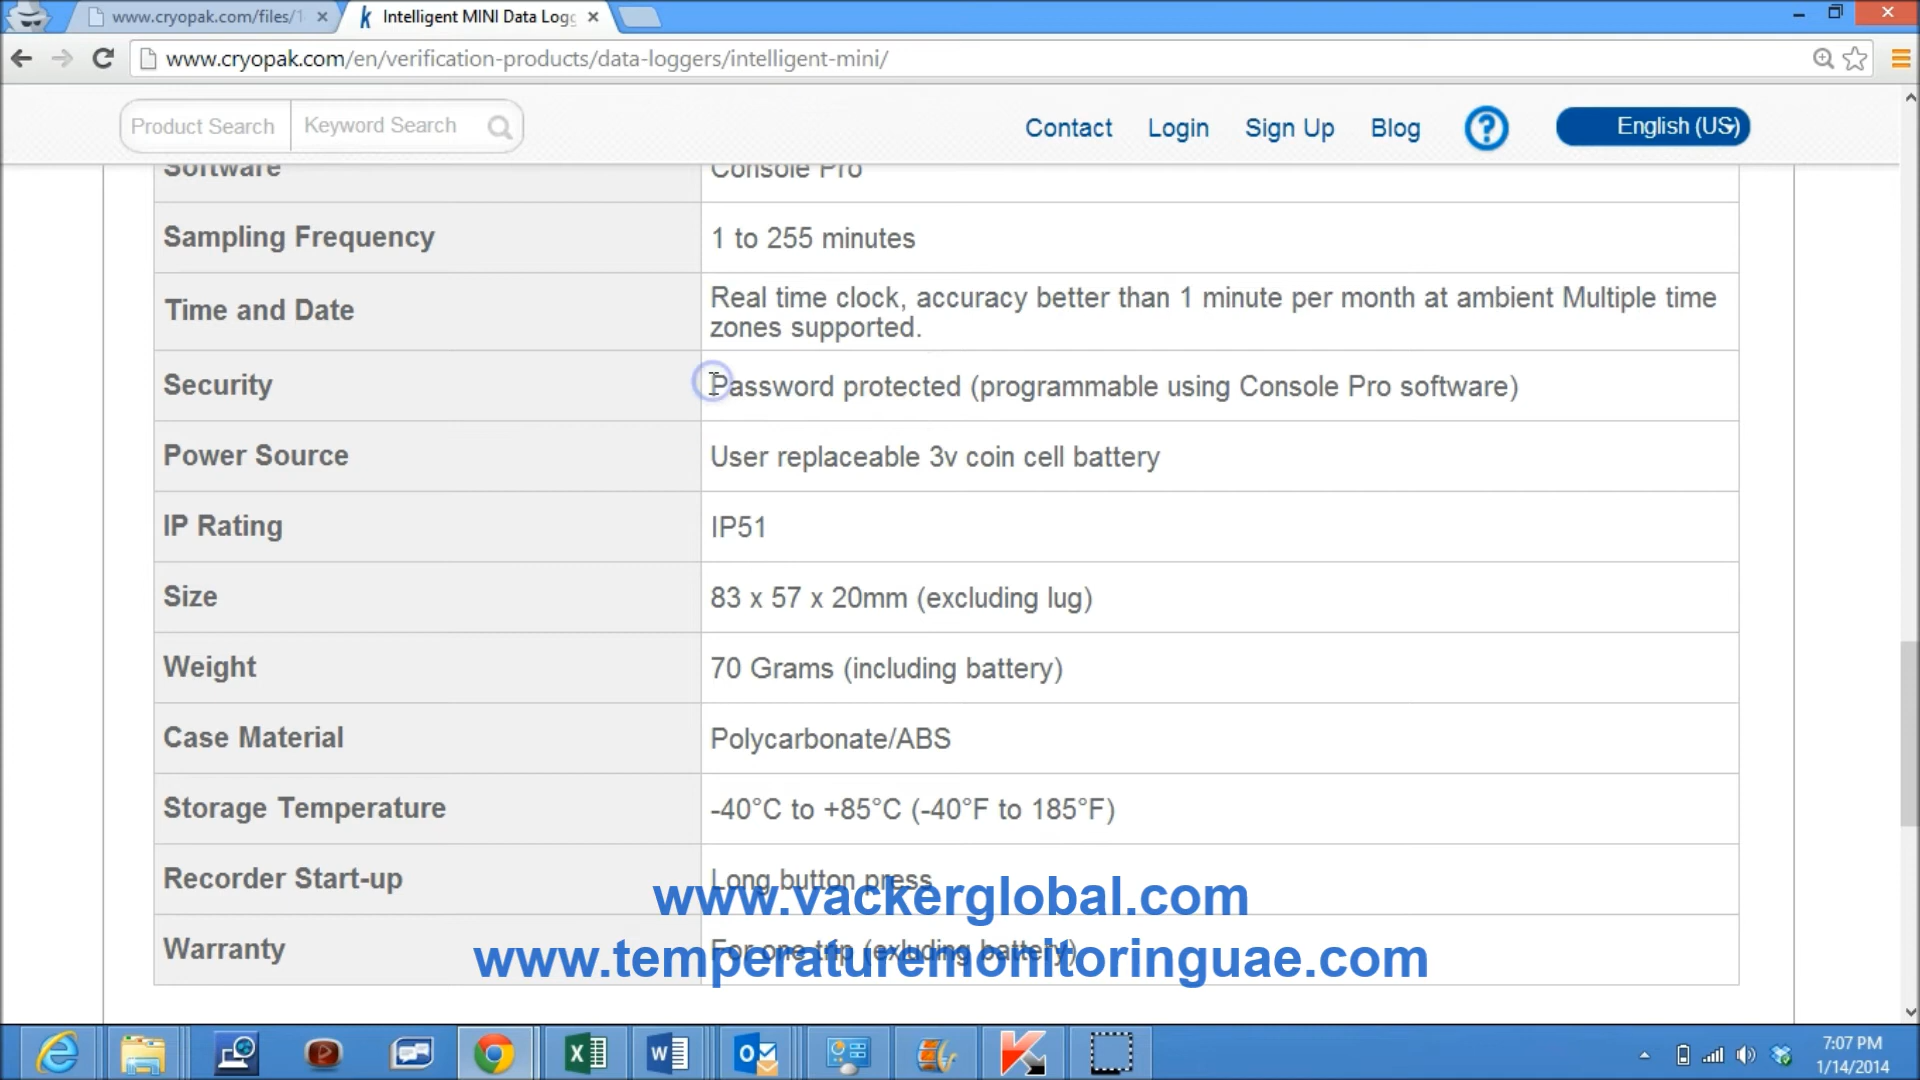 www.cryopak.com/files/1
Intelligent MINI Data Logg
www.cryopak.com/en/verification-products/data-loggers/intelligent-mini/
Product Search
Keyword Search
Contact
Login
Sign Up
Blog
?
English (US)
Software
Console Pro
Sampling Frequency
1 to 255 minutes
Time and Date
Real time clock, accuracy better than 1 minute per month at ambient Multiple time
zones supported.
Security
Password protected (programmable using Console Pro software)
Power Source
User replaceable 3v coin cell battery
IP Rating
IP51
Size
83 x 57 x 20mm (excluding lug)
Weight
70 Grams (including battery)
Case Material
Polycarbonate/ABS
Storage Temperature
-40°C to +85°C (-40°F to 185°F)
Recorder Start-up
Long button press
www.vackerglobal.com
Warranty
For one trip (exluding battery)
www.temperaturemonitoringuae.com
7:07 PM
1/14/2014